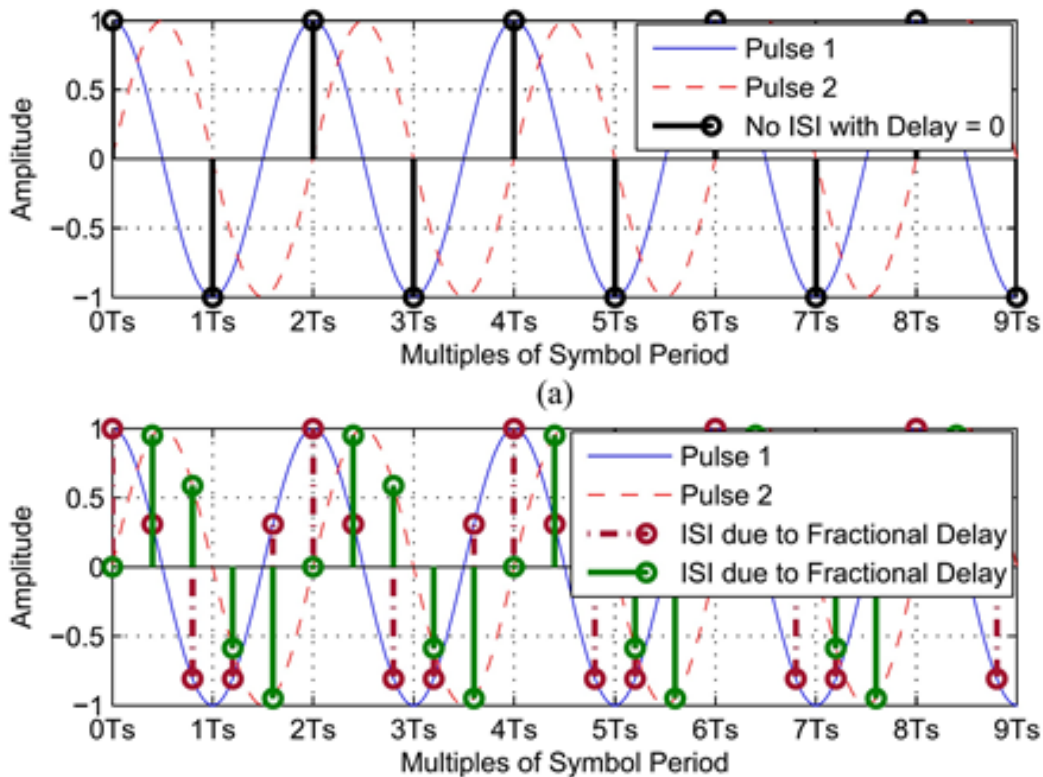 1
0.5
0
−0.5
−1
Amplitude
Pulse 1
Pulse 2
No ISI with Delay = 0
0Ts 1Ts 2Ts 3Ts 4Ts 5Ts 6Ts 7Ts 8Ts 9Ts
Multiples of Symbol Period
(a)
1
0.5
0
−0.5
−1
Amplitude
Pulse 1
Pulse 2
ISI due to Fractional Delay
ISI due to Fractional Delay
0Ts 1Ts 2Ts 3Ts 4Ts 5Ts 6Ts 7Ts 8Ts 9Ts
Multiples of Symbol Period